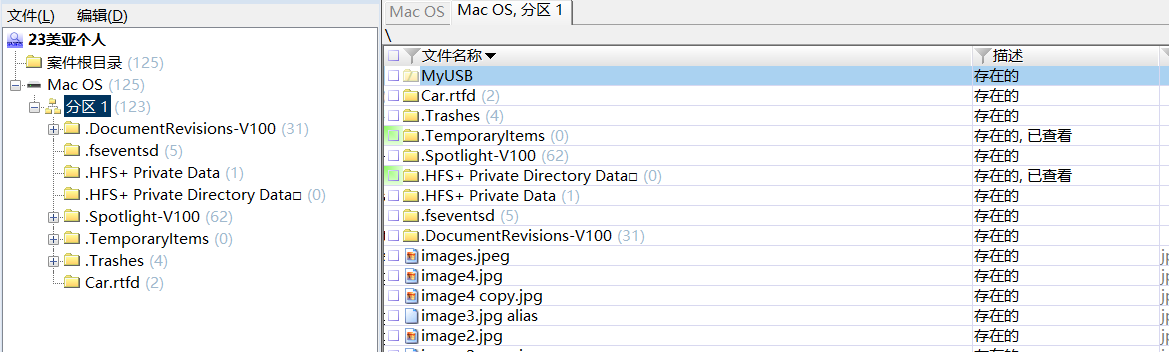 文件(L) 编辑(D)
23美亚个人
案件根目录 (125)
Mac OS (125)
分区 1 (123)
.DocumentRevisions-V100 (31)
.fseventsd (5)
.HFS+ Private Data (1)
.HFS+ Private Directory Data□ (0)
.Spotlight-V100 (62)
.TemporaryItems (0)
.Trashes (4)
Car.rtfd (2)
Mac OS Mac OS, 分区 1
\
文件名称 描述
MyUSB 存在的
Car.rtfd (2) 存在的
.Trashes (4) 存在的
.TemporaryItems (0) 存在的, 已查看
.Spotlight-V100 (62) 存在的
.HFS+ Private Directory Data□ (0) 存在的, 已查看
.HFS+ Private Data (1) 存在的
.fseventsd (5) 存在的
.DocumentRevisions-V100 (31) 存在的
images.jpeg 存在的
image4.jpg 存在的
image4 copy.jpg 存在的
image3.jpg alias 存在的
image2.jpg 存在的